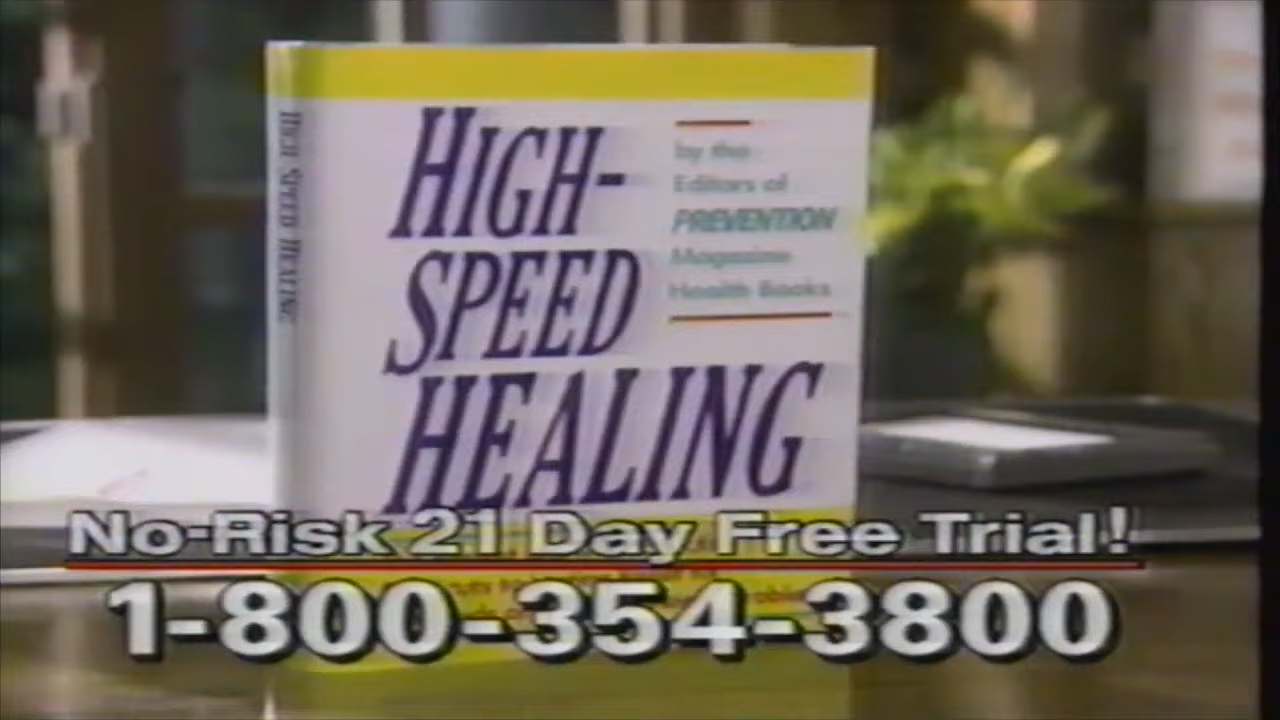 HIGH SPEED HEALING
HIGH-
SPEED
HEALING
by the
Editors of
PREVENTION
Magazine
Health Books
No-Risk 21 Day Free Trial!
1-800-354-3800